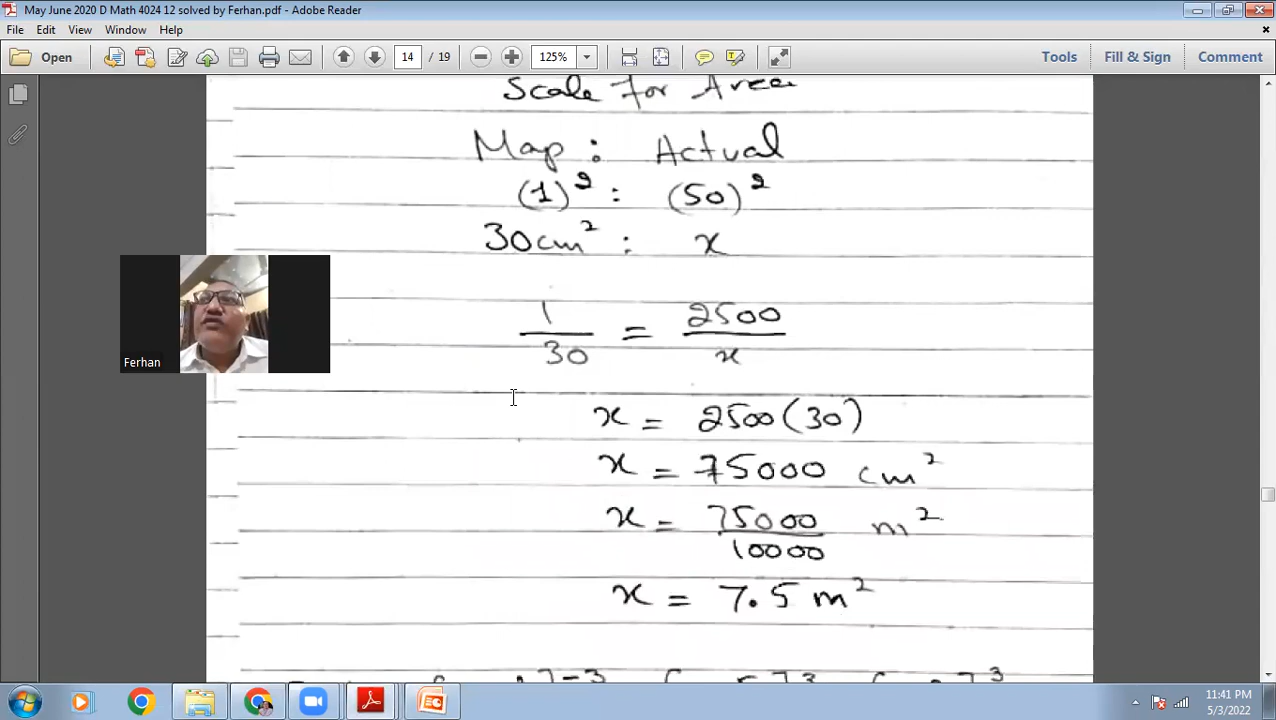 May June 2020 D Math 4024 12 solved by Ferhan.pdf - Adobe Reader
File Edit View Window Help
Open 14 / 19 125% Tools Fill & Sign Comment
Scale for Area
Map : Actual
(1)² : (50)²
30cm² : x
1/30 = 2500/x
x = 2500(30)
x = 75000 cm²
x = 75000/10000 m²
x = 7.5 m²
Ferhan
11:41 PM
5/3/2022